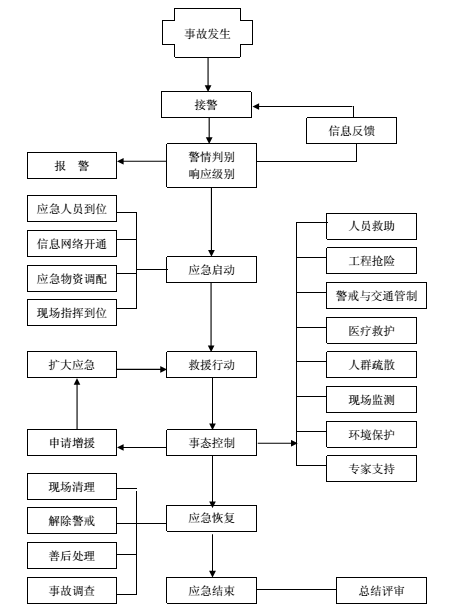 事故发生
接警
信息反馈
警情判别
响应级别
报 警
应急人员到位
信息网络开通
应急物资调配
现场指挥到位
应急启动
人员救助
工程抢险
警戒与交通管制
医疗救护
人群疏散
现场监测
环境保护
专家支持
扩大应急
救援行动
申请增援
事态控制
现场清理
解除警戒
善后处理
事故调查
应急恢复
应急结束
总结评审